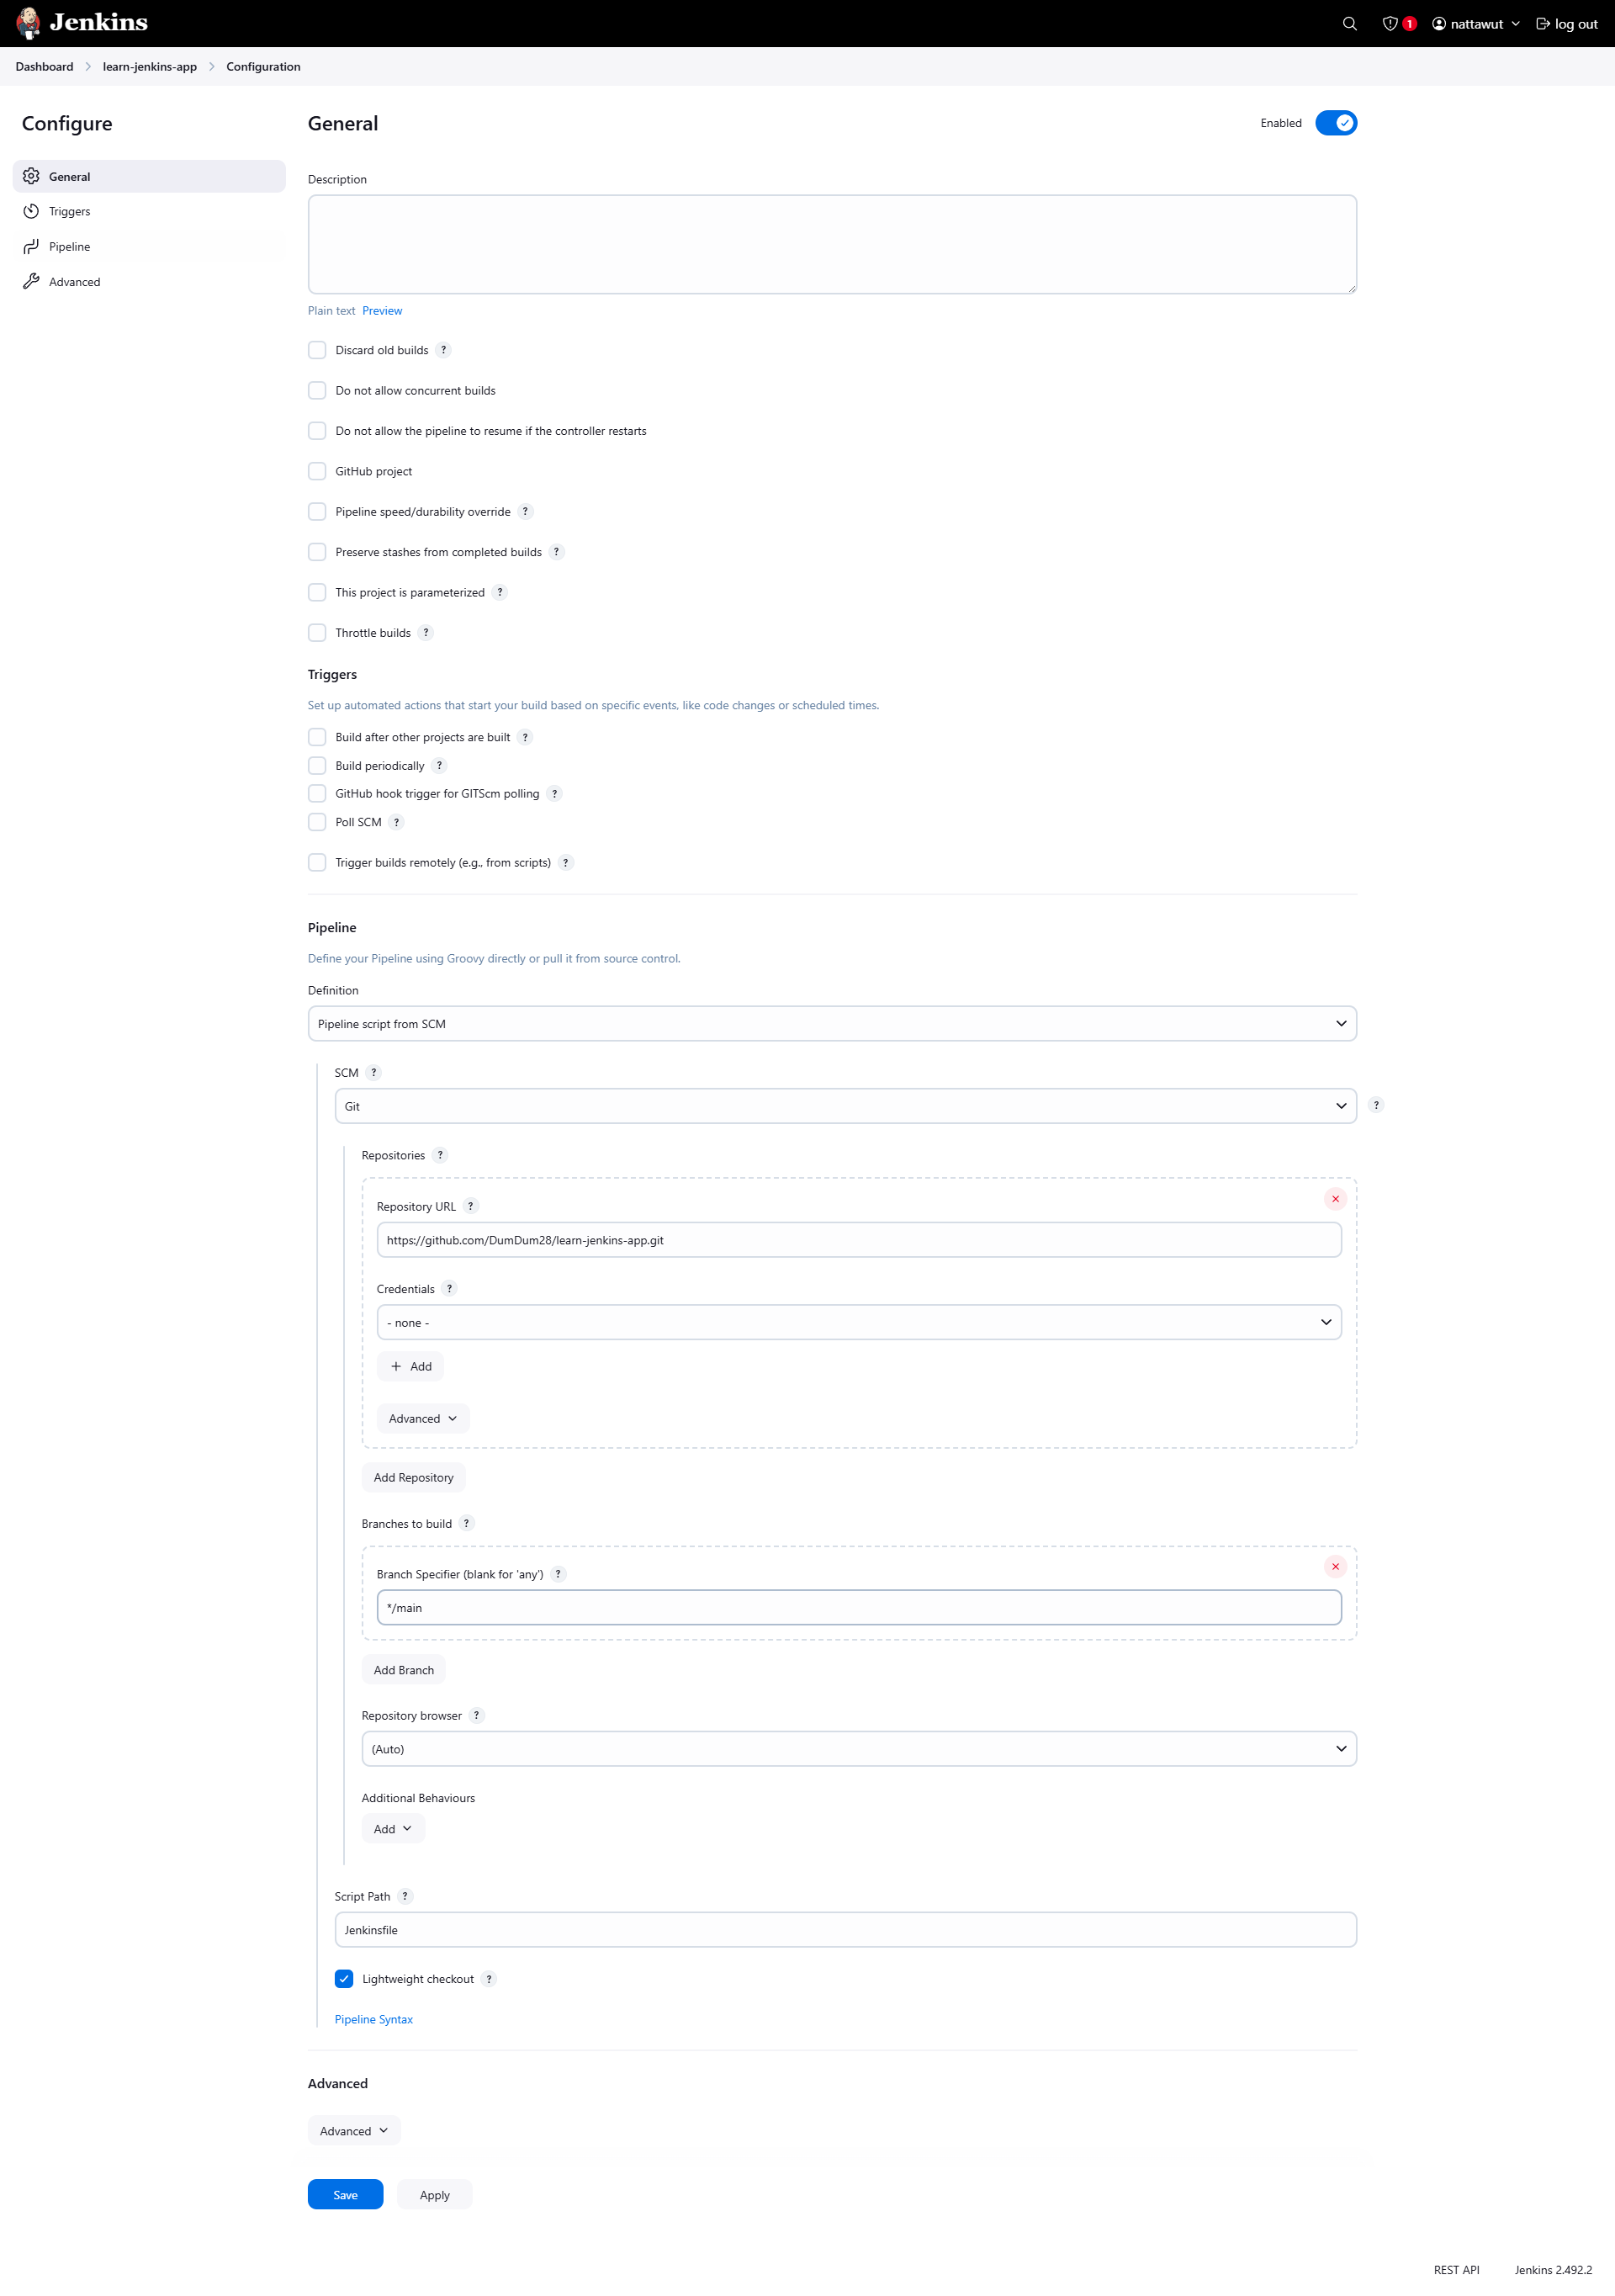 Jenkins
1
nattawut
log out
Dashboard
learn-jenkins-app
Configuration
Configure
General
Triggers
Pipeline
Advanced
General
Enabled
Description
Plain text Preview
Discard old builds ?
Do not allow concurrent builds
Do not allow the pipeline to resume if the controller restarts
GitHub project
Pipeline speed/durability override ?
Preserve stashes from completed builds ?
This project is parameterized ?
Throttle builds ?
Triggers
Set up automated actions that start your build based on specific events, like code changes or scheduled times.
Build after other projects are built ?
Build periodically ?
GitHub hook trigger for GITScm polling ?
Poll SCM ?
Trigger builds remotely (e.g., from scripts) ?
Pipeline
Define your Pipeline using Groovy directly or pull it from source control.
Definition
Pipeline script from SCM
SCM ?
Git
?
Repositories ?
Repository URL ?
https://github.com/DumDum28/learn-jenkins-app.git
Credentials ?
- none -
+ Add
Advanced
Add Repository
Branches to build ?
Branch Specifier (blank for 'any') ?
*/main
Add Branch
Repository browser ?
(Auto)
Additional Behaviours
Add
Script Path ?
Jenkinsfile
Lightweight checkout ?
Pipeline Syntax
Advanced
Advanced
Save
Apply
REST API
Jenkins 2.492.2